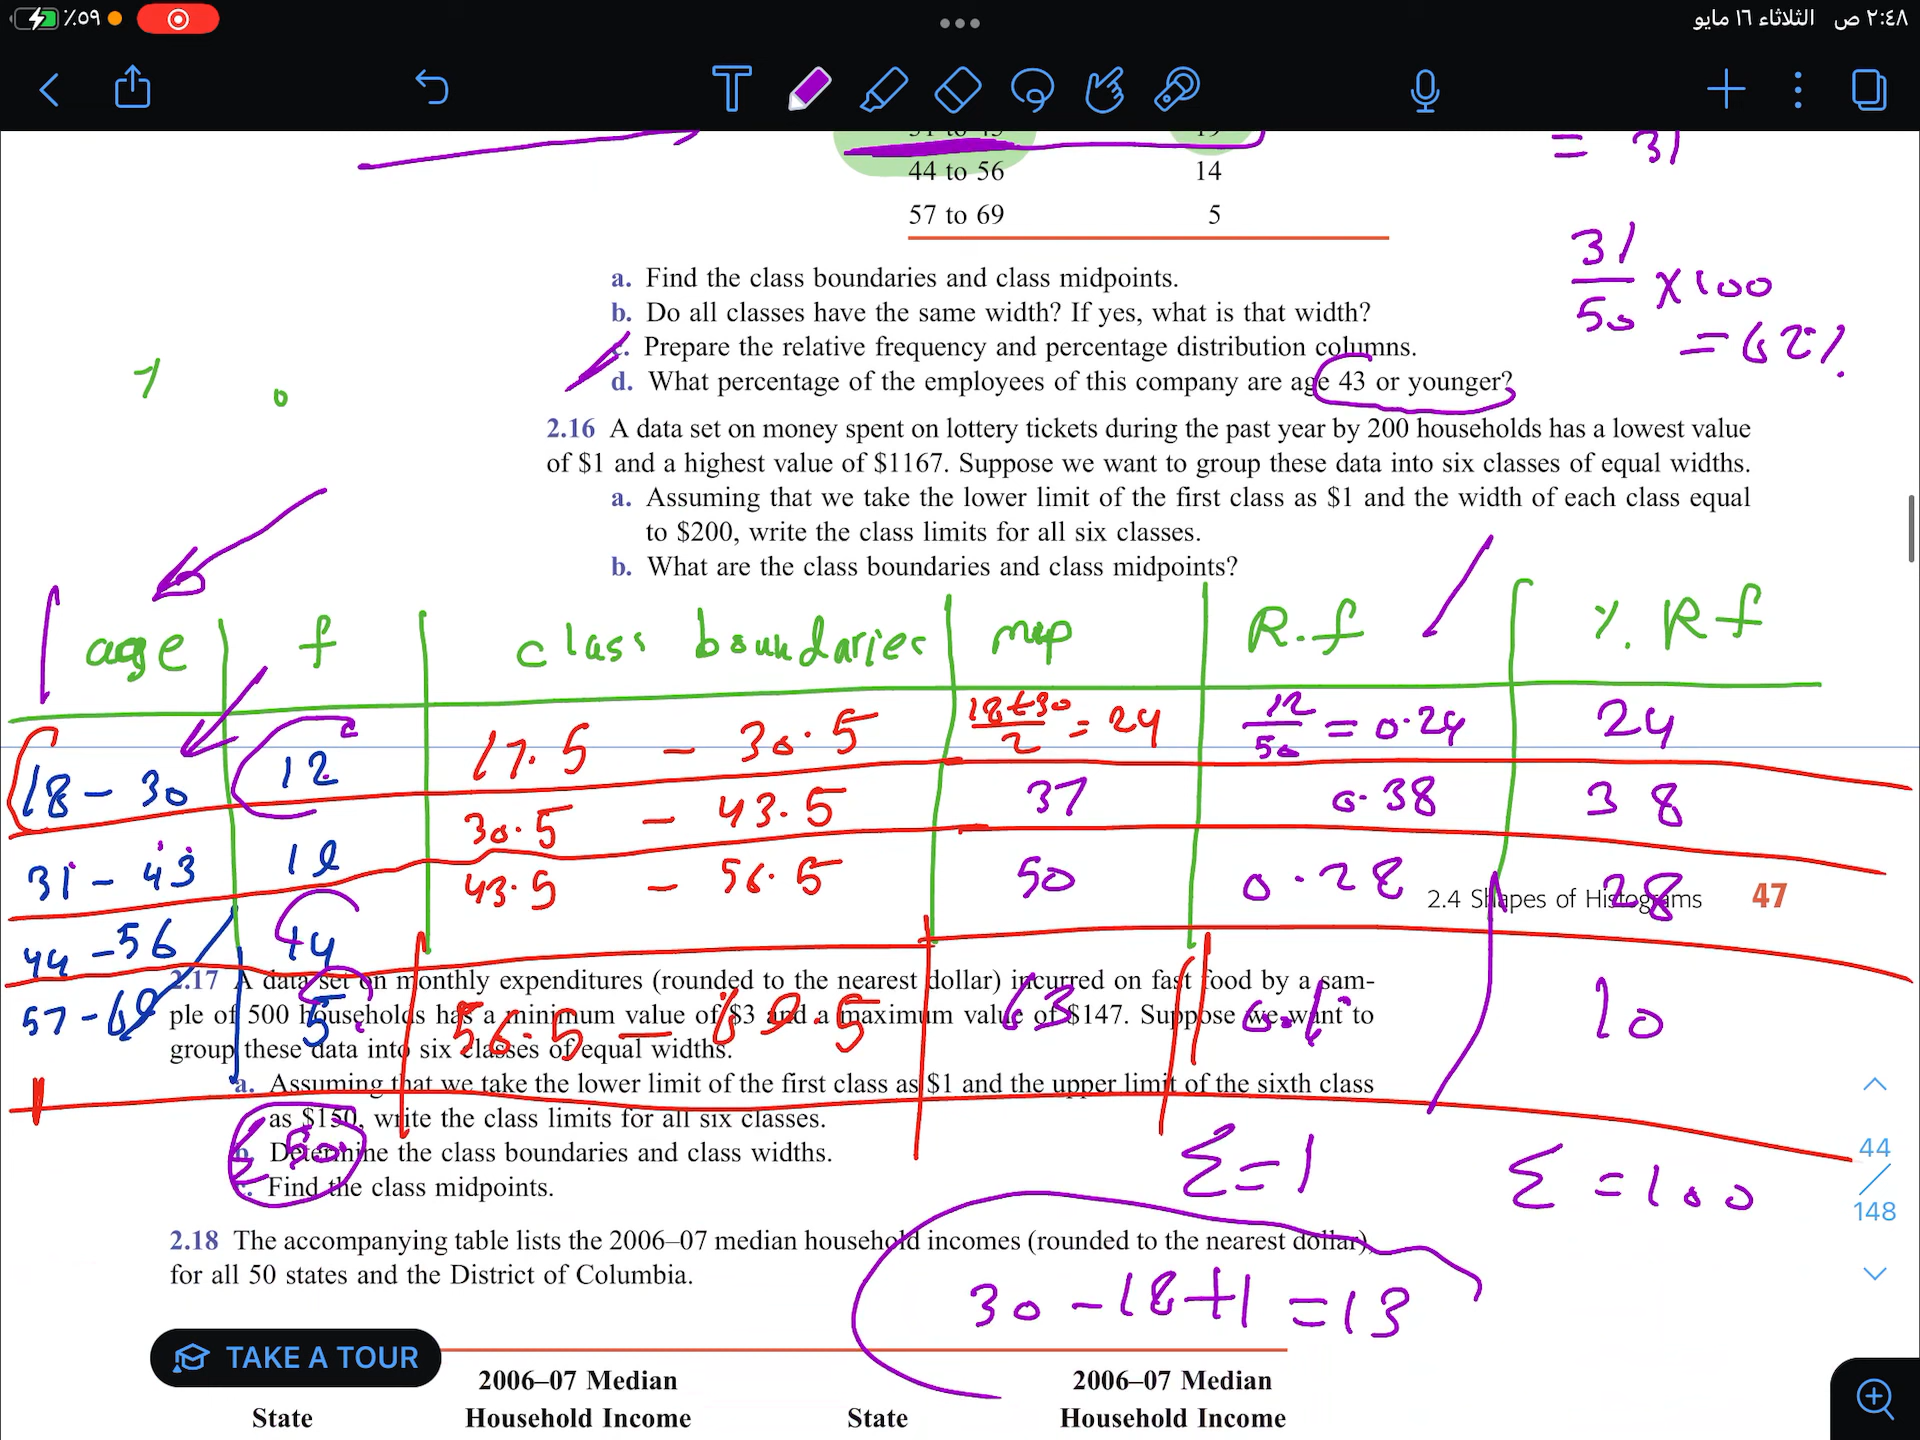 ٪٥٩
٢:٤٨ ص الثلاثاء ١٦ مايو
= 31
44 to 56 14
57 to 69 5
a. Find the class boundaries and class midpoints.
b. Do all classes have the same width? If yes, what is that width?
c. Prepare the relative frequency and percentage distribution columns.
d. What percentage of the employees of this company are age 43 or younger?
31/50 × 100
= 62%
2.16 A data set on money spent on lottery tickets during the past year by 200 households has a lowest value
of $1 and a highest value of $1167. Suppose we want to group these data into six classes of equal widths.
a. Assuming that we take the lower limit of the first class as $1 and the width of each class equal
to $200, write the class limits for all six classes.
b. What are the class boundaries and class midpoints?
age f class boundaries R.f % Rf
18 - 30 12 17.5 - 30.5 18+30/2 = 24 12/50 = 0.24 24
31 - 43 19 30.5 - 43.5 37 0.38 38
44 - 56 14 43.5 - 56.5 50 0.28 28
2.4 Shapes of Histograms 47
57 - 69 5 56.5 - 69.5 63 0.1 10
2.17 A data set on monthly expenditures (rounded to the nearest dollar) incurred on fast food by a sam-
ple of 500 households has a minimum value of $3 and a maximum value of $147. Suppose we want to
group these data into six classes of equal widths.
a. Assuming that we take the lower limit of the first class as $1 and the upper limit of the sixth class
as $150, write the class limits for all six classes.
b. Determine the class boundaries and class widths.
c. Find the class midpoints.
Σ 50
Σ = 1
Σ = 100
44
148
2.18 The accompanying table lists the 2006–07 median household incomes (rounded to the nearest dollar)
for all 50 states and the District of Columbia.
30 - 18 + 1 = 13
TAKE A TOUR
2006–07 Median 2006–07 Median
State Household Income State Household Income